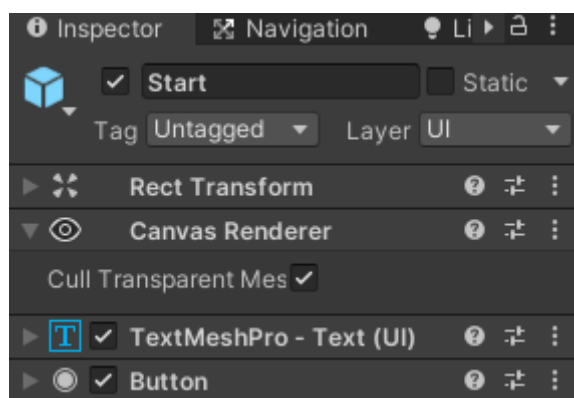 Inspector Navigation Li
Start Static
Tag Untagged Layer UI
Rect Transform
Canvas Renderer
Cull Transparent Mes
TextMeshPro - Text (UI)
Button